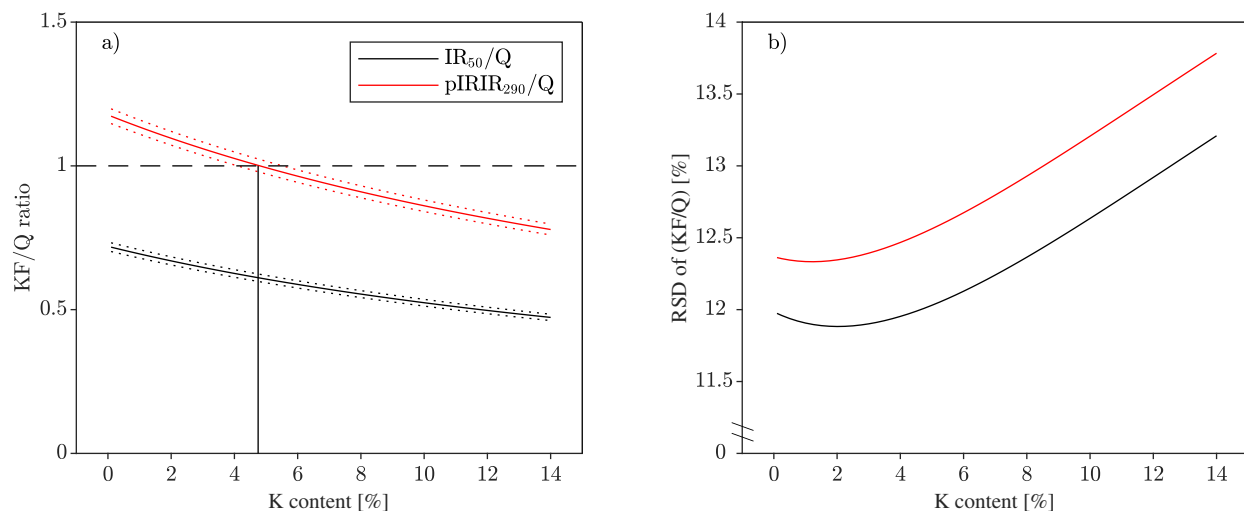 a)
IR50/Q
pIRIR290/Q
KF/Q ratio
1.5
1
0.5
0
0 2 4 6 8 10 12 14
K content [%]
b)
RSD of (KF/Q) [%]
14
13.5
13
12.5
12
11.5
0
0 2 4 6 8 10 12 14
K content [%]